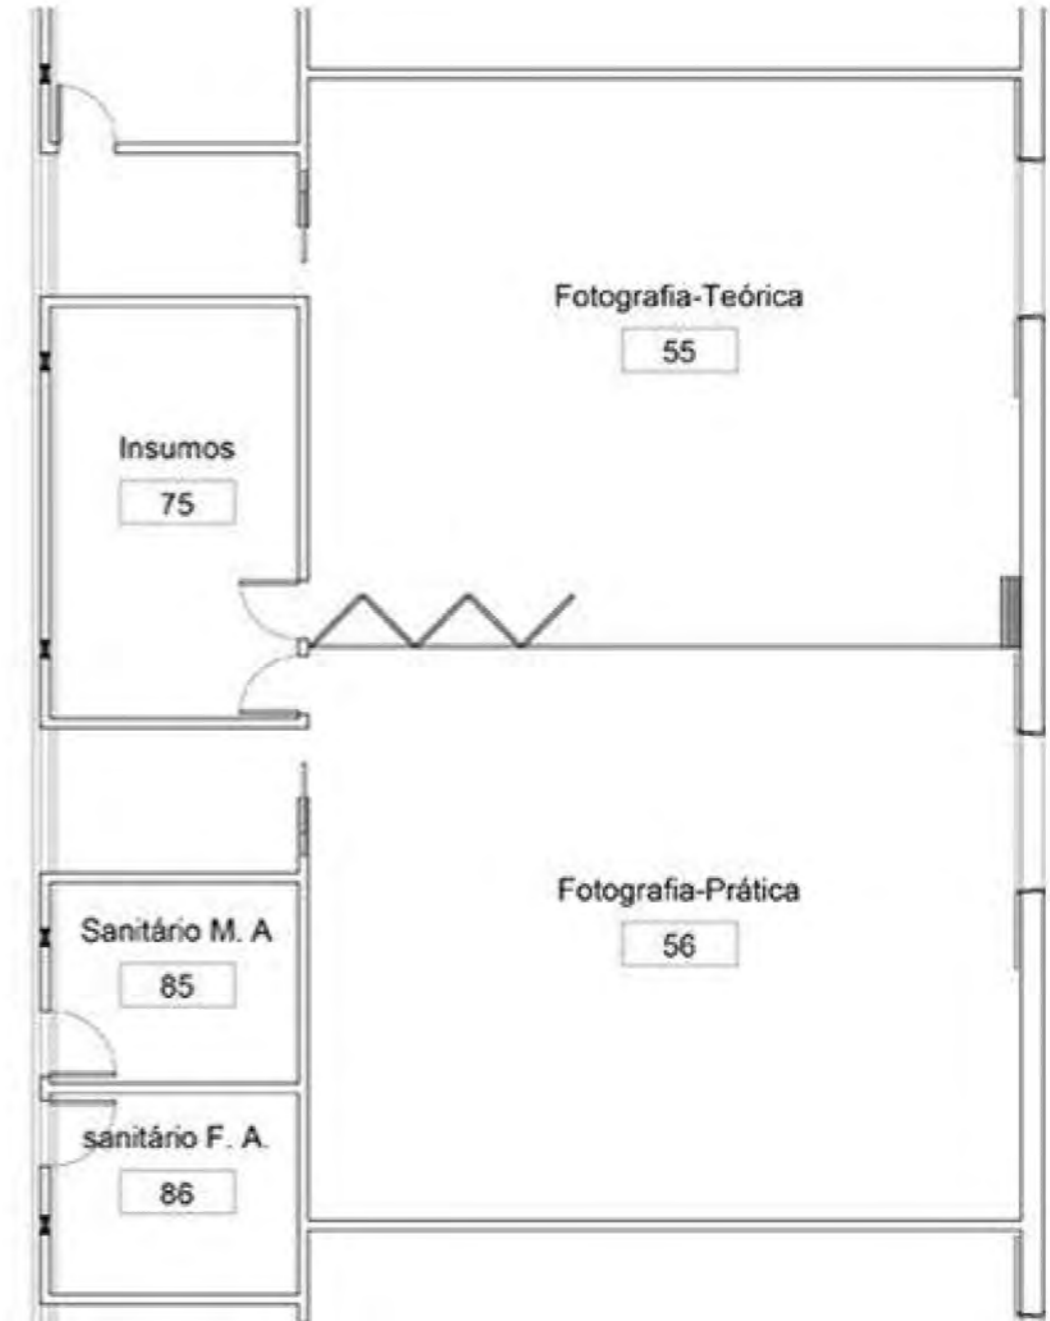 Fotografia-Teórica
55
Insumos
75
Fotografia-Prática
56
Sanitário M. A
85
sanitário F. A.
86